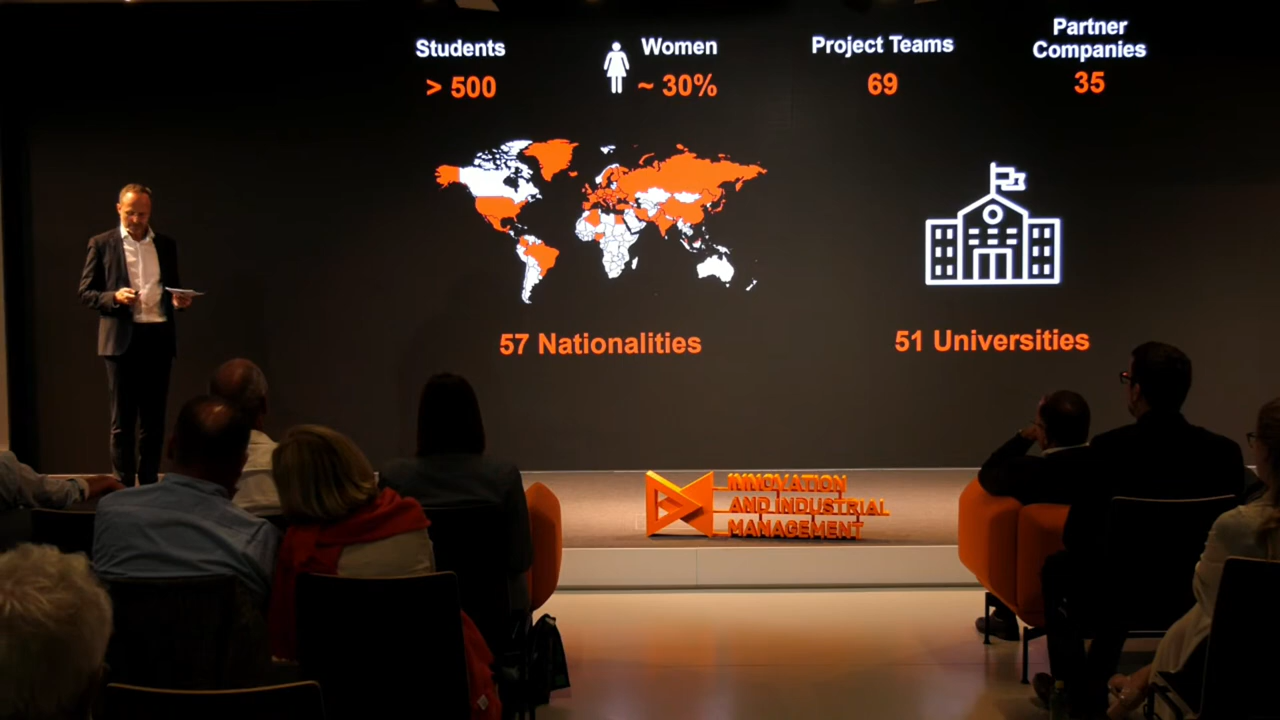 Students
> 500
Women
~ 30%
Project Teams
69
Partner
Companies
35
57 Nationalities
51 Universities
INNOVATION
AND INDUSTRIAL
MANAGEMENT